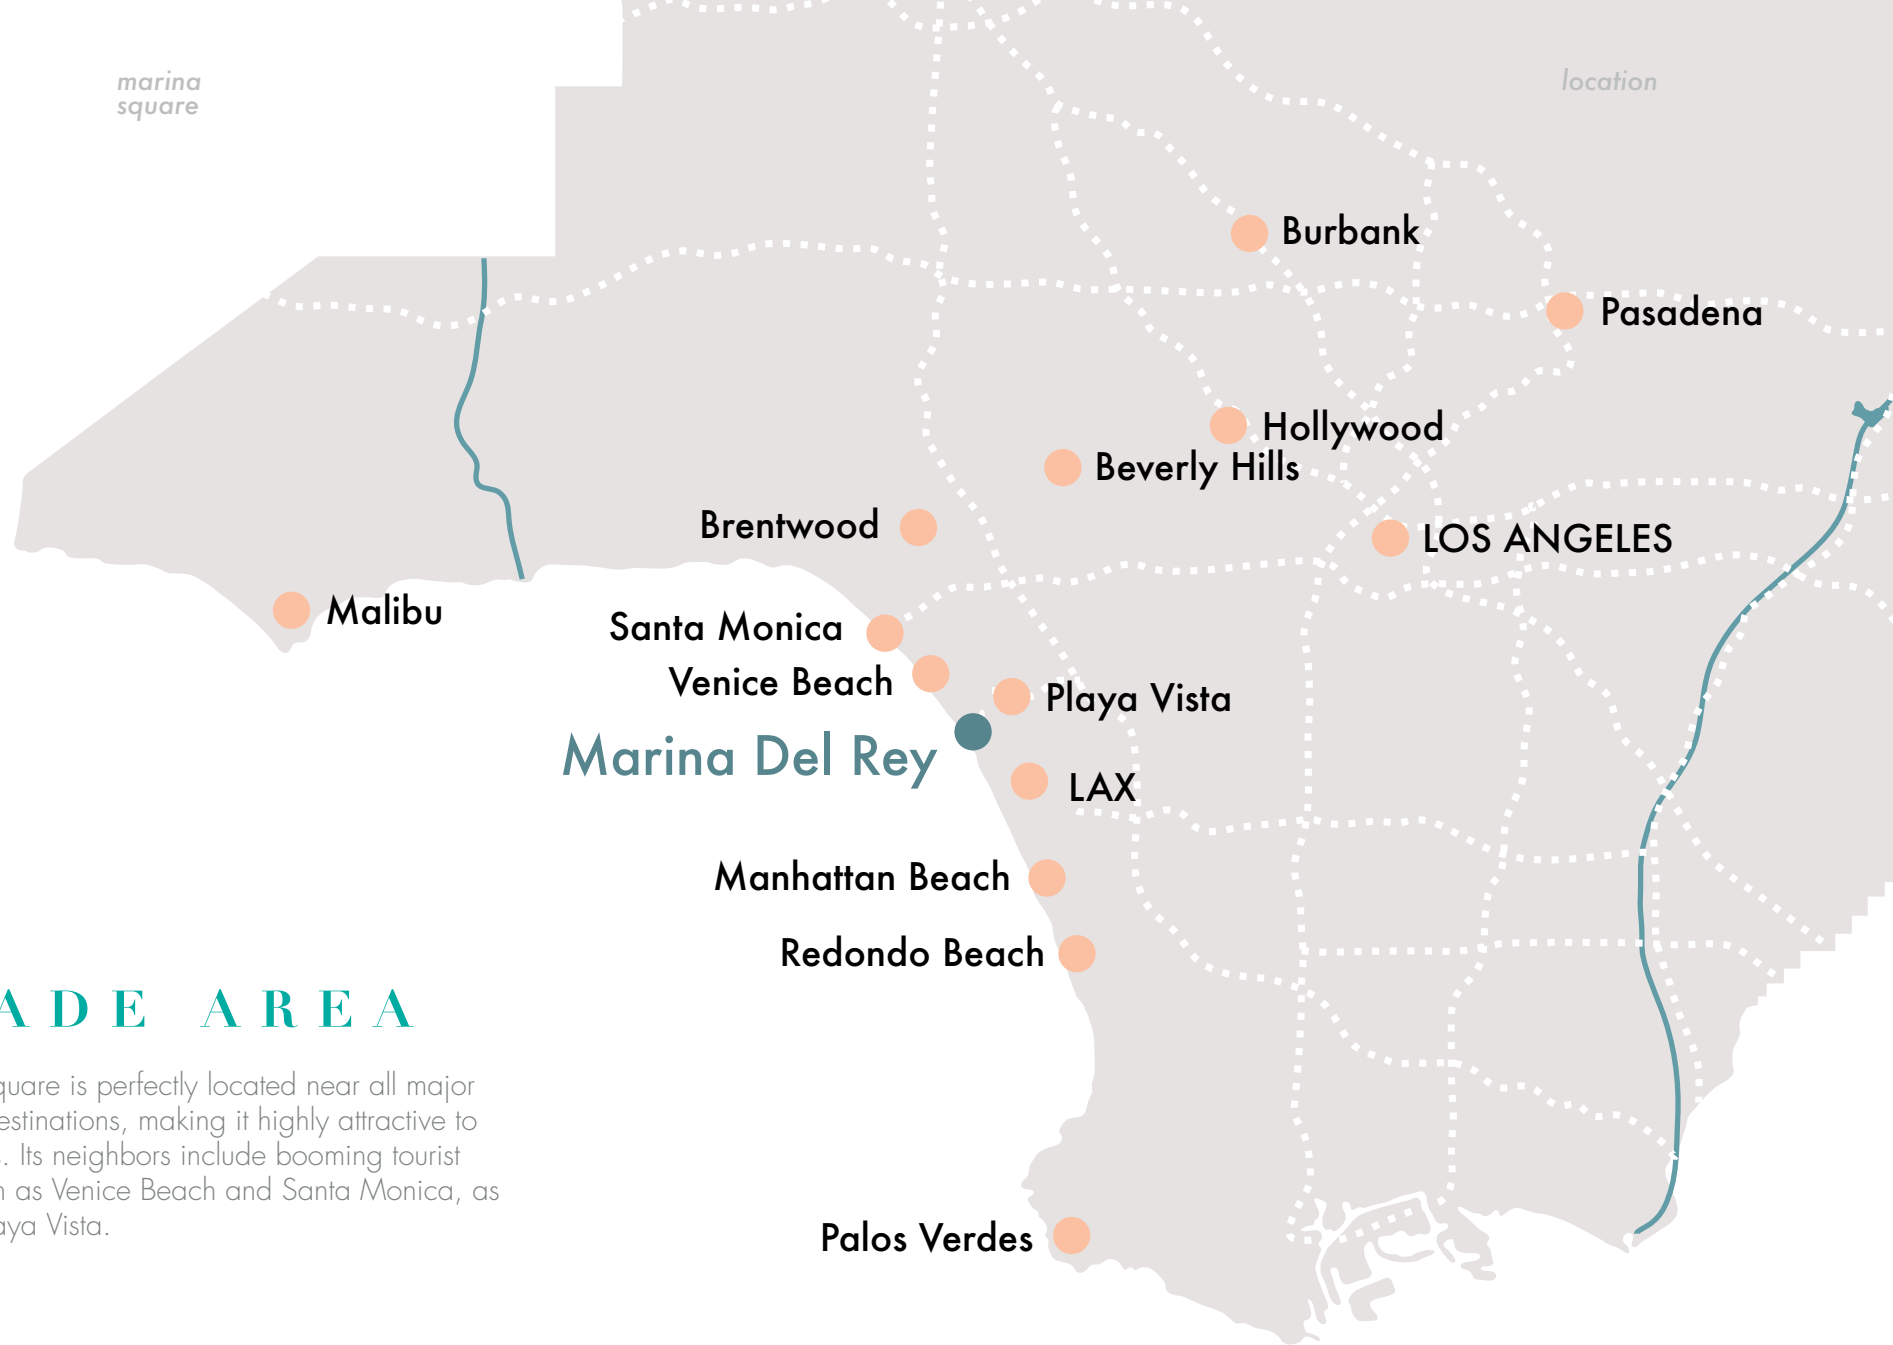 marina
square
location
Burbank
Pasadena
Hollywood
Beverly Hills
Brentwood
LOS ANGELES
Malibu
Santa Monica
Venice Beach
Playa Vista
Marina Del Rey
LAX
Manhattan Beach
Redondo Beach
ADE AREA
quare is perfectly located near all major
estinations, making it highly attractive to
. Its neighbors include booming tourist
as Venice Beach and Santa Monica, as
aya Vista.
Palos Verdes